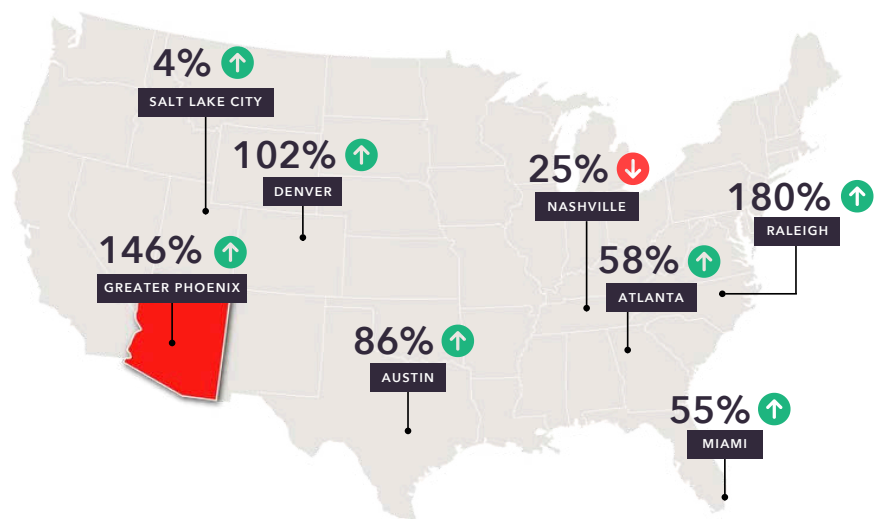 4%
SALT LAKE CITY
102%
DENVER
25%
NASHVILLE
180%
RALEIGH
146%
GREATER PHOENIX
58%
ATLANTA
86%
AUSTIN
55%
MIAMI